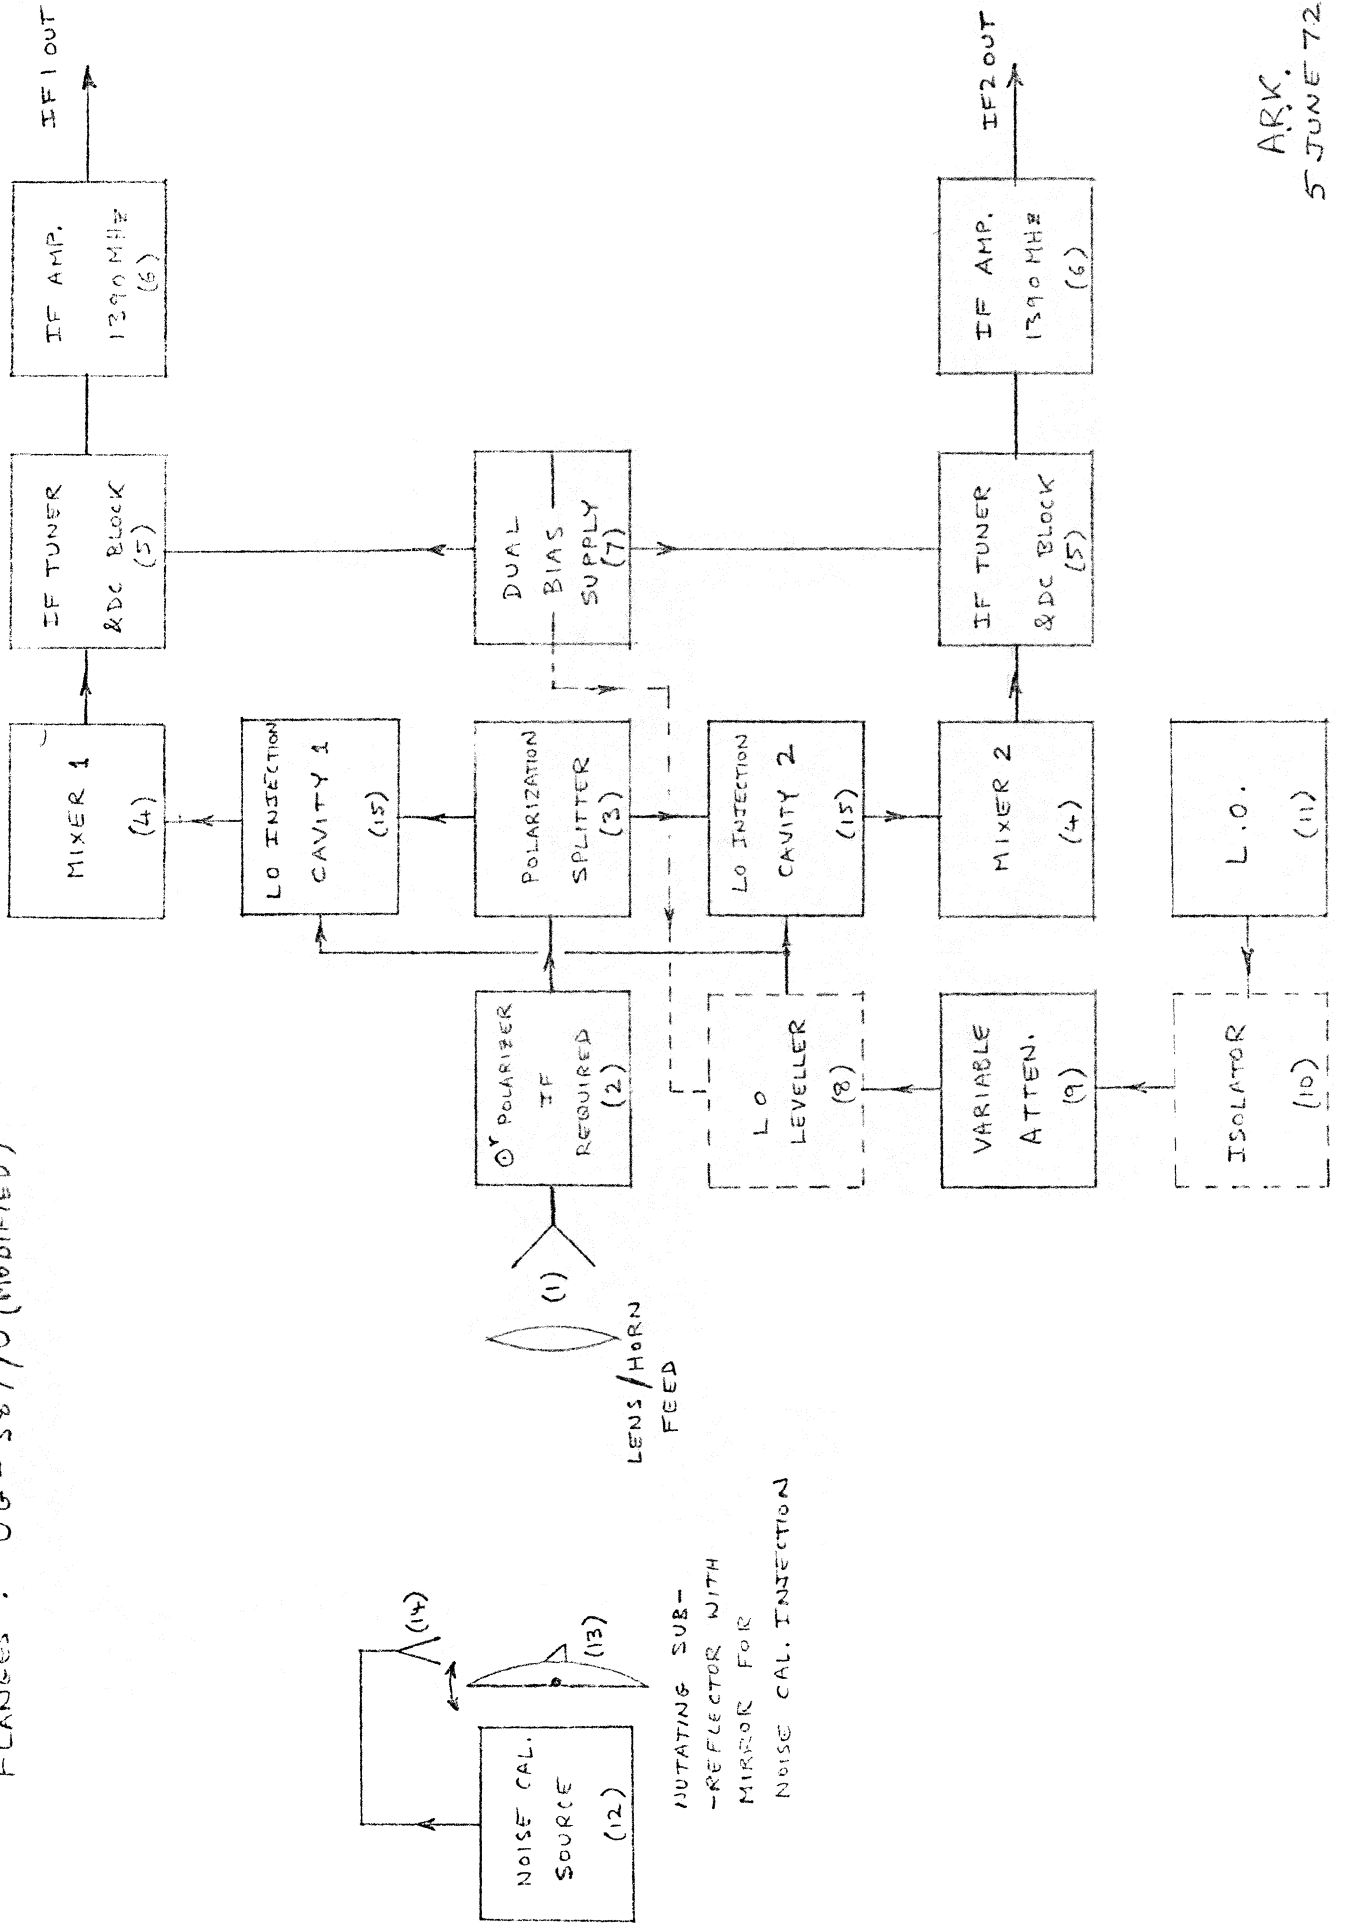 FLANGES : UG-387/U (MODIFIED)
MIXER 1
(4)
IF TUNER
& DC BLOCK
(5)
IF AMP.
1390 MHz
(6)
IF 1 OUT
LO INJECTION
CAVITY 1
(15)
(14)
NOISE CAL.
SOURCE
(12)
(13)
NUTATING SUB-
-REFLECTOR WITH
MIRROR FOR
NOISE CAL. INJECTION
(1)
LENS/HORN
FEED
⊙r POLARIZER
IF
REQUIRED
(2)
POLARIZATION
SPLITTER
(3)
DUAL
BIAS
SUPPLY
(7)
LO
LEVELLER
(8)
LO INJECTION
CAVITY 2
(15)
VARIABLE
ATTEN.
(9)
MIXER 2
(4)
IF TUNER
& DC BLOCK
(5)
IF AMP.
1390 MHz
(6)
IF 2 OUT
ISOLATOR
(10)
L.O.
(11)
A.R.K.
5 JUNE 72